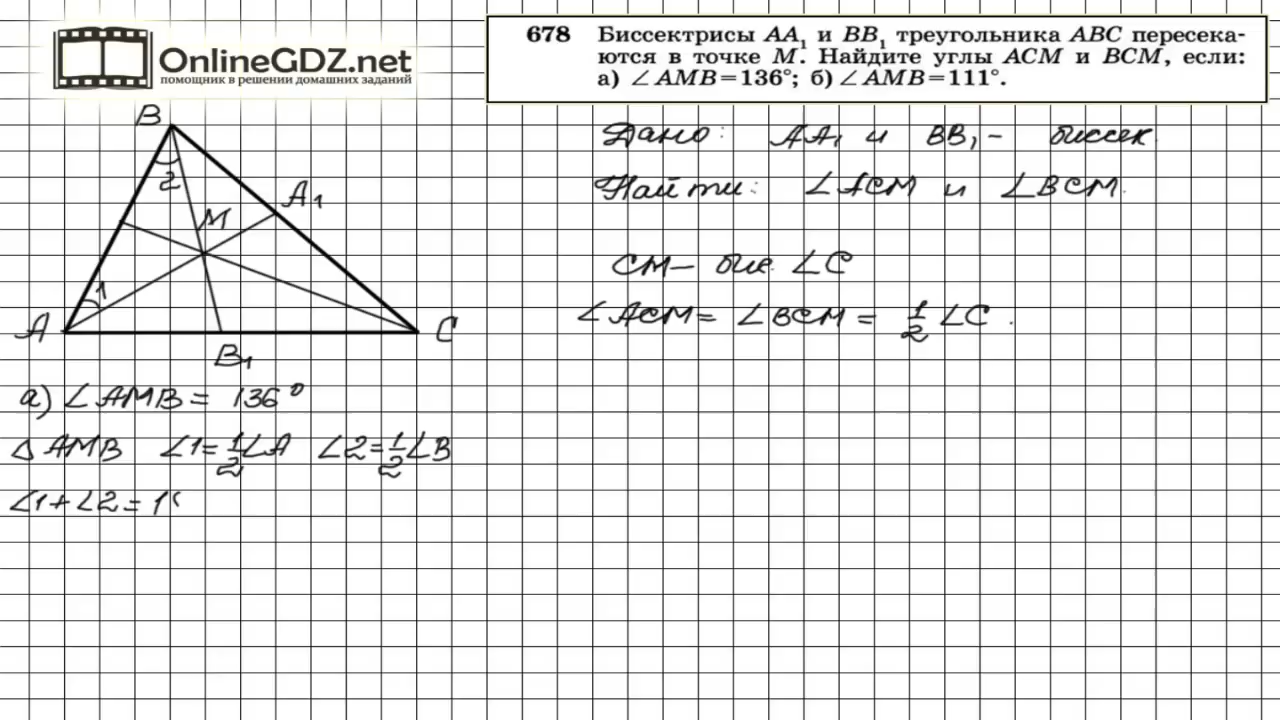 OnlineGDZ.net
помощник в решении домашних заданий
678 Биссектрисы AA₁ и BB₁ треугольника ABC пересека-
ются в точке M. Найдите углы ACM и BCM, если:
а) ∠AMB=136°; б) ∠AMB=111°.
B
2
A₁
M
1
A
C
B₁
Дано: AA₁ и BB₁ – биссек.
Найти: ∠ACM и ∠BCM.
CM – бис. ∠C
∠ACM = ∠BCM = 1/2 ∠C.
а) ∠AMB = 136°
△ AMB ∠1=1/2∠A ∠2=1/2∠B
∠1+∠2=1